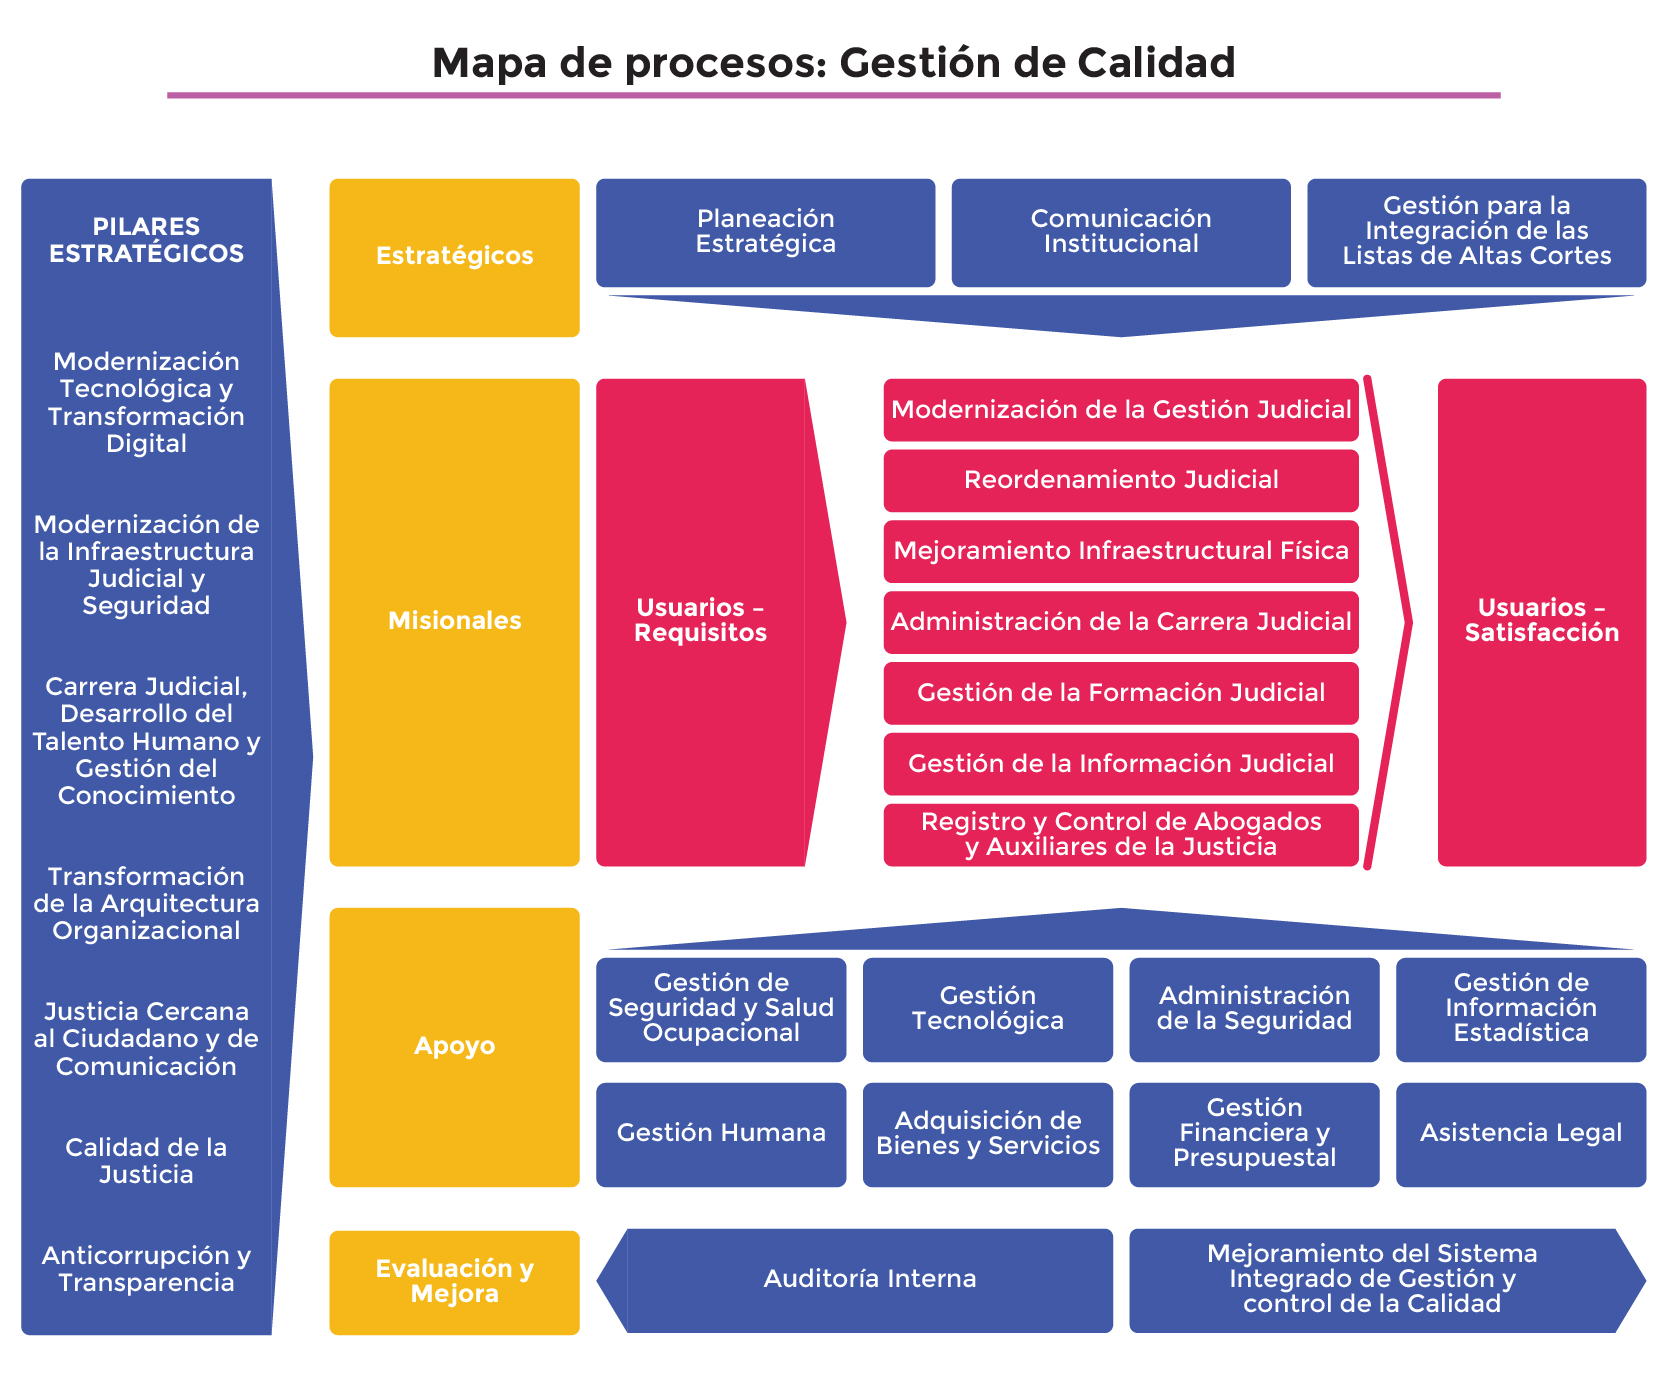 Mapa de procesos: Gestión de Calidad
PILARES
ESTRATÉGICOS
Modernización
Tecnológica y
Transformación
Digital
Modernización de
la Infraestructura
Judicial y
Seguridad
Carrera Judicial,
Desarrollo del
Talento Humano y
Gestión del
Conocimiento
Transformación
de la Arquitectura
Organizacional
Justicia Cercana
al Ciudadano y de
Comunicación
Calidad de la
Justicia
Anticorrupción y
Transparencia
Estratégicos
Planeación
Estratégica
Comunicación
Institucional
Gestión para la
Integración de las
Listas de Altas Cortes
Misionales
Usuarios –
Requisitos
Modernización de la Gestión Judicial
Reordenamiento Judicial
Mejoramiento Infraestructural Física
Administración de la Carrera Judicial
Gestión de la Formación Judicial
Gestión de la Información Judicial
Registro y Control de Abogados
y Auxiliares de la Justicia
Usuarios –
Satisfacción
Apoyo
Gestión de
Seguridad y Salud
Ocupacional
Gestión
Tecnológica
Administración
de la Seguridad
Gestión de
Información
Estadística
Gestión Humana
Adquisición de
Bienes y Servicios
Gestión
Financiera y
Presupuestal
Asistencia Legal
Evaluación y
Mejora
Auditoría Interna
Mejoramiento del Sistema
Integrado de Gestión y
control de la Calidad